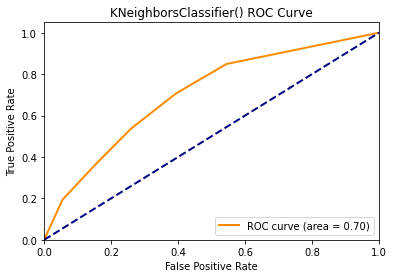 KNeighborsClassifier() ROC Curve
True Positive Rate
1.0
0.8
0.6
0.4
0.2
0.0
ROC curve (area = 0.70)
0.0 0.2 0.4 0.6 0.8 1.0
False Positive Rate